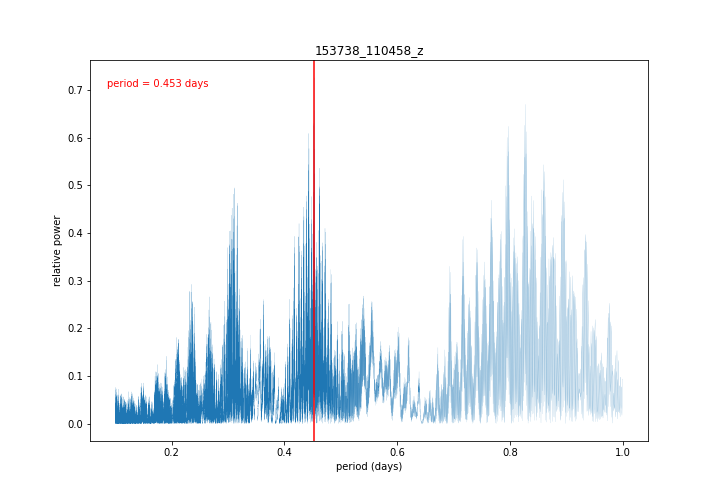 153738_110458_z
period = 0.453 days
relative power
0.7
0.6
0.5
0.4
0.3
0.2
0.1
0.0
0.2 0.4 0.6 0.8 1.0
period (days)